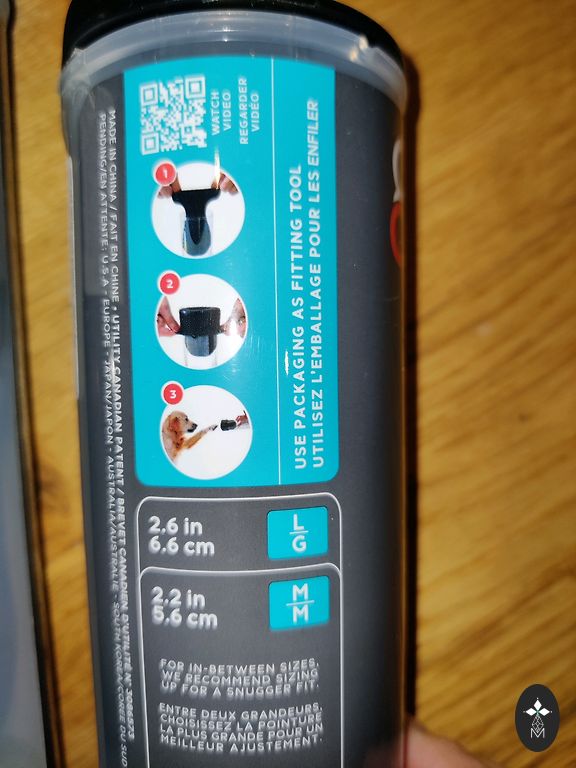 WATCH
VIDEO
REGARDER
VIDÉO
1
2
3
USE PACKAGING AS FITTING TOOL
UTILISEZ L'EMBALLAGE POUR LES ENFILER
MADE IN CHINA / FAIT EN CHINE • UTILITY CANADIAN PATENT / BREVET CANADIEN D'UTILITÉ N° 3086573
PENDING/EN ATTENTE: U.S.A - EUROPE - JAPAN/JAPON - AUSTRALIA/AUSTRALIE - SOUTH KOREA/CORÉE DU SUD
2.6 in
6.6 cm
L
G
2.2 in
5.6 cm
M
M
FOR IN-BETWEEN SIZES,
WE RECOMMEND SIZING
UP FOR A SNUGGER FIT.
ENTRE DEUX GRANDEURS,
CHOISISSEZ LA POINTURE
LA PLUS GRANDE POUR UN
MEILLEUR AJUSTEMENT.
M